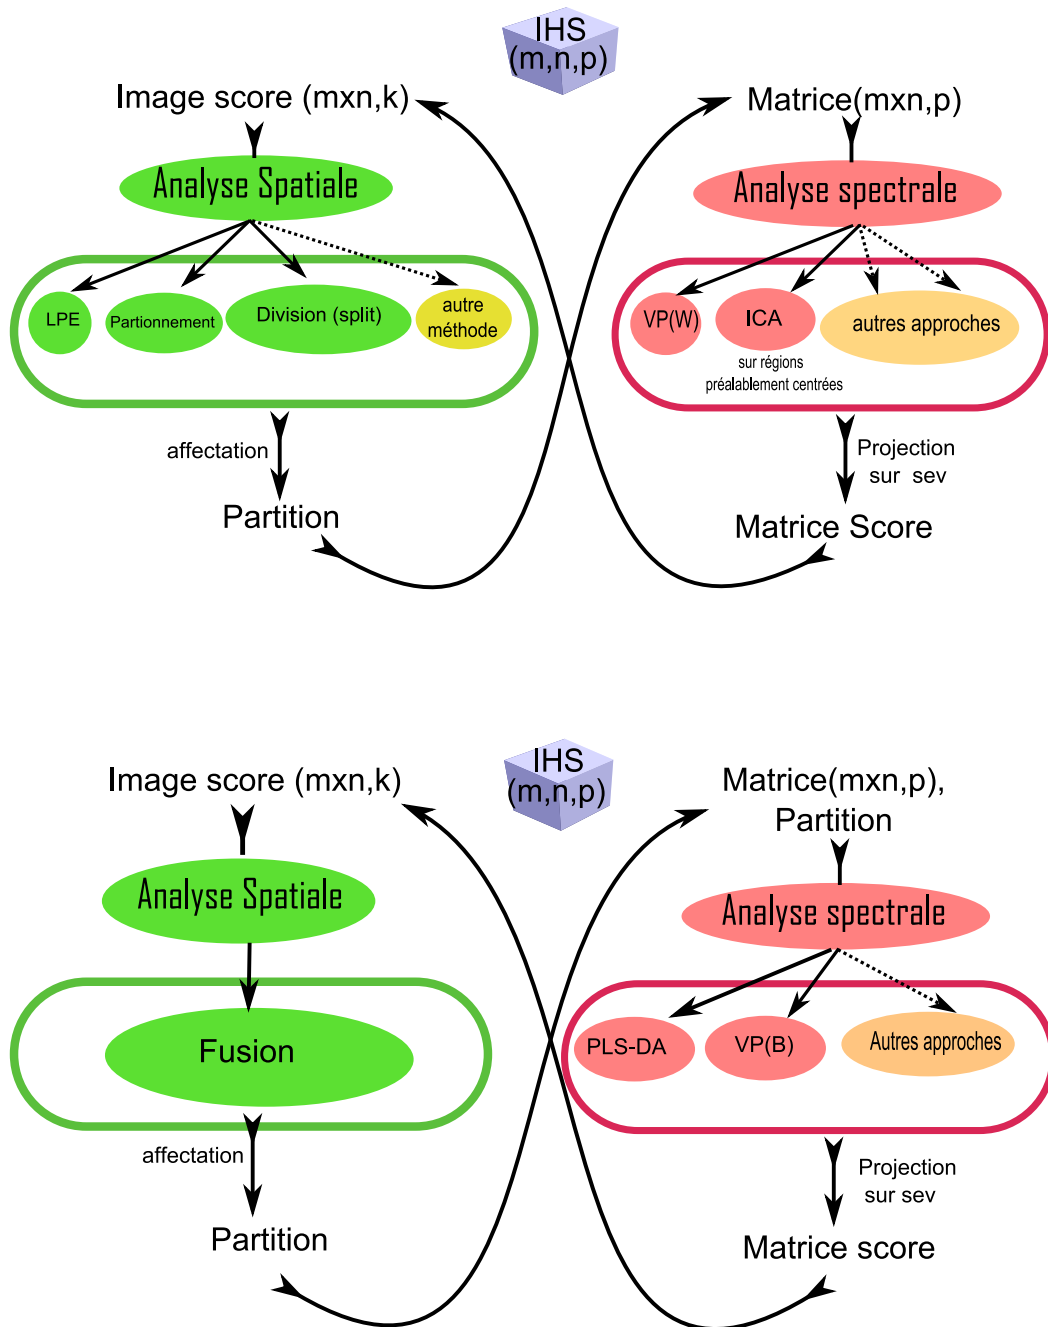 IHS
(m,n,p)
Image score (mxn,k)
Matrice(mxn,p)
Analyse Spatiale
Analyse spectrale
LPE
Partionnement
Division (split)
autre
méthode
VP(W)
ICA
autres approches
sur régions
préalablement centrées
affectation
Projection
sur sev
Partition
Matrice Score
IHS
(m,n,p)
Image score (mxn,k)
Matrice(mxn,p),
Partition
Analyse Spatiale
Analyse spectrale
Fusion
PLS-DA
VP(B)
Autres approches
affectation
Projection
sur sev
Partition
Matrice score